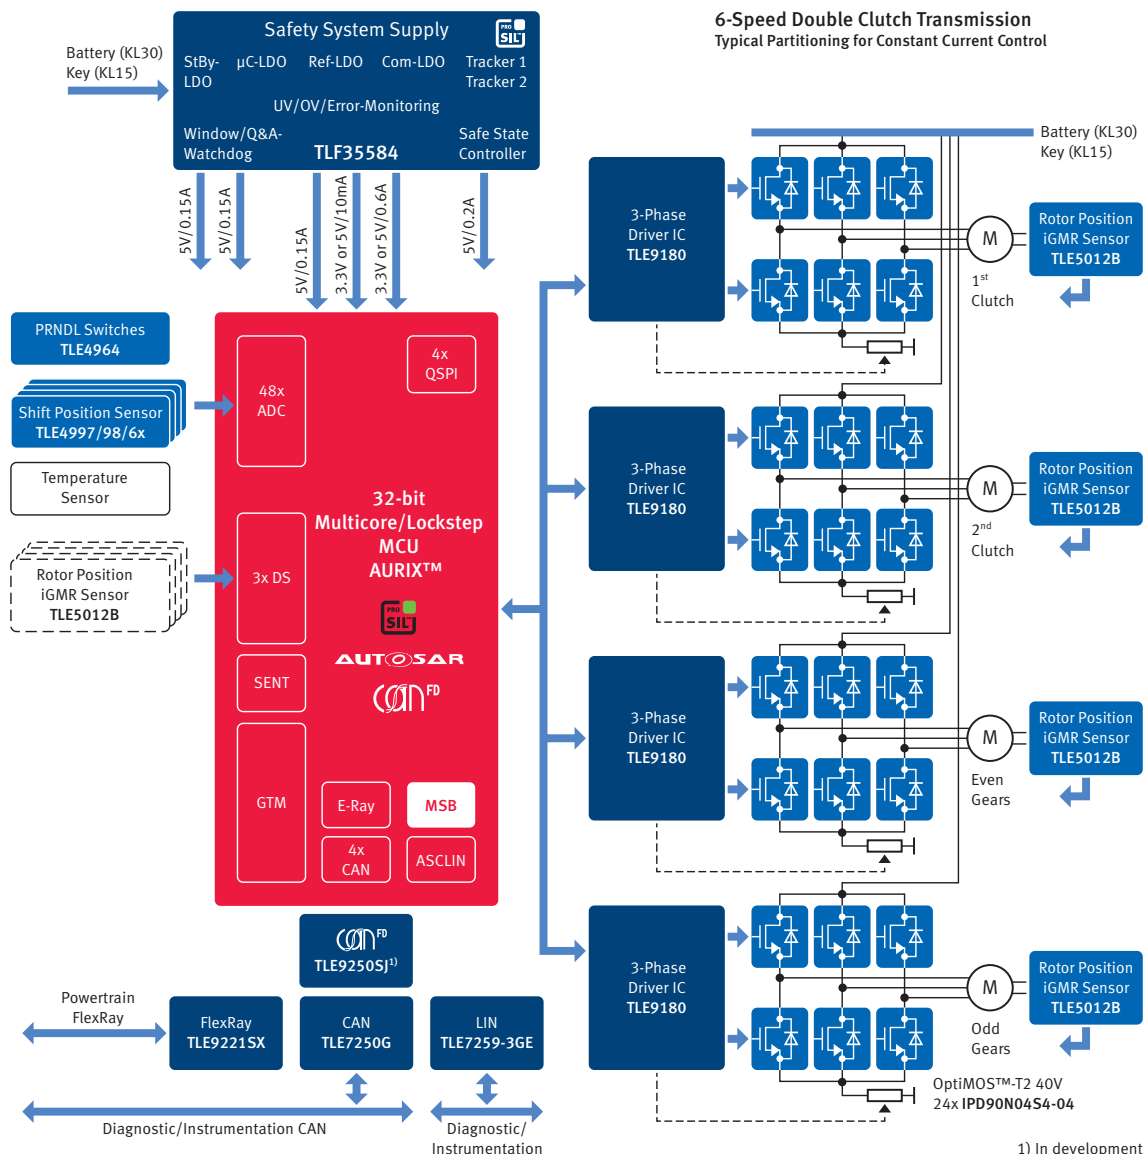 6-Speed Double Clutch Transmission
Typical Partitioning for Constant Current Control
Battery (KL30)
Key (KL15)
Safety System Supply
PRO
SIL
StBy-
LDO
µC-LDO
Ref-LDO
Com-LDO
Tracker 1
Tracker 2
UV/OV/Error-Monitoring
Window/Q&A-
Watchdog
TLF35584
Safe State
Controller
5V/0.15A
5V/0.15A
5V/0.15A
3.3V or 5V/10mA
3.3V or 5V/0.6A
5V/0.2A
PRNDL Switches
TLE4964
Shift Position Sensor
TLE4997/98/6x
Temperature
Sensor
Rotor Position
iGMR Sensor
TLE5012B
48x
ADC
4x
QSPI
3x DS
SENT
GTM
32-bit
Multicore/Lockstep
MCU
AURIX™
PRO
SIL
AUTOSAR
CAN FD
E-Ray
MSB
4x
CAN
ASCLIN
CAN FD
TLE9250SJ1)
Powertrain
FlexRay
FlexRay
TLE9221SX
CAN
TLE7250G
LIN
TLE7259-3GE
Diagnostic/Instrumentation CAN
Diagnostic/
Instrumentation
Battery (KL30)
Key (KL15)
3-Phase
Driver IC
TLE9180
M
1st
Clutch
Rotor Position
iGMR Sensor
TLE5012B
3-Phase
Driver IC
TLE9180
M
2nd
Clutch
Rotor Position
iGMR Sensor
TLE5012B
3-Phase
Driver IC
TLE9180
M
Even
Gears
Rotor Position
iGMR Sensor
TLE5012B
3-Phase
Driver IC
TLE9180
M
Odd
Gears
Rotor Position
iGMR Sensor
TLE5012B
OptiMOS™-T2 40V
24x IPD90N04S4-04
1) In development